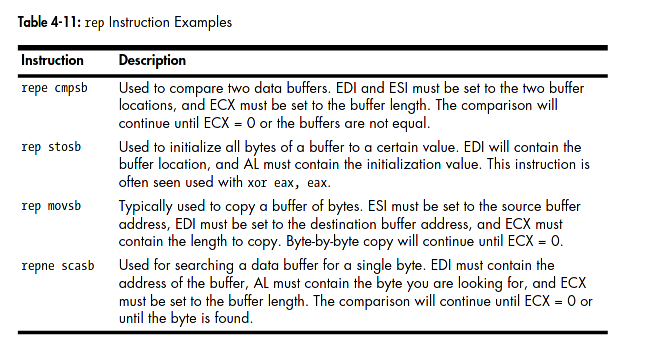 Table 4-11: rep Instruction Examples
Instruction Description
repe cmpsb Used to compare two data buffers. EDI and ESI must be set to the two buffer
locations, and ECX must be set to the buffer length. The comparison will
continue until ECX = 0 or the buffers are not equal.
rep stosb Used to initialize all bytes of a buffer to a certain value. EDI will contain the
buffer location, and AL must contain the initialization value. This instruction is
often seen used with xor eax, eax.
rep movsb Typically used to copy a buffer of bytes. ESI must be set to the source buffer
address, EDI must be set to the destination buffer address, and ECX must
contain the length to copy. Byte-by-byte copy will continue until ECX = 0.
repne scasb Used for searching a data buffer for a single byte. EDI must contain the
address of the buffer, AL must contain the byte you are looking for, and ECX
must be set to the buffer length. The comparison will continue until ECX = 0 or
until the byte is found.